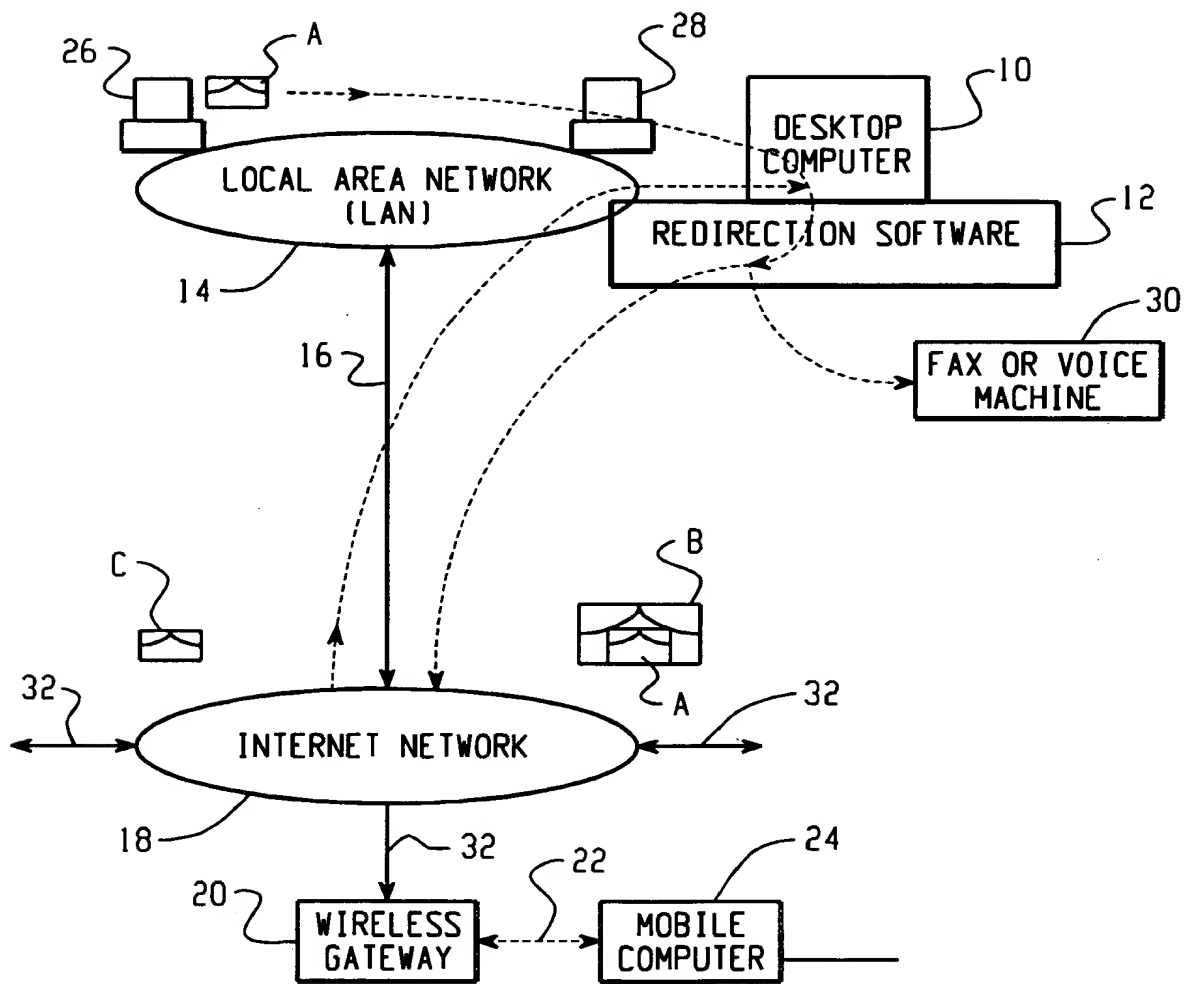 26
A
28
10
DESKTOP
COMPUTER
LOCAL AREA NETWORK
(LAN)
12
REDIRECTION SOFTWARE
14
30
16
FAX OR VOICE
MACHINE
B
C
A
32
32
INTERNET NETWORK
18
32
24
22
20
WIRELESS
GATEWAY
MOBILE
COMPUTER